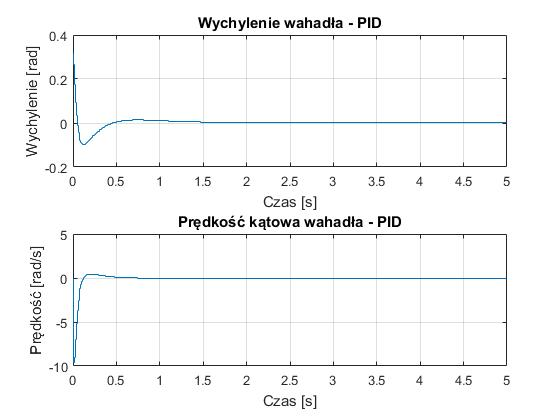 Wychylenie wahadła - PID
Wychylenie [rad]
0.4
0.2
0
-0.2
0 0.5 1 1.5 2 2.5 3 3.5 4 4.5 5
Czas [s]
Prędkość kątowa wahadła - PID
Prędkość [rad/s]
5
0
-5
-10
0 0.5 1 1.5 2 2.5 3 3.5 4 4.5 5
Czas [s]